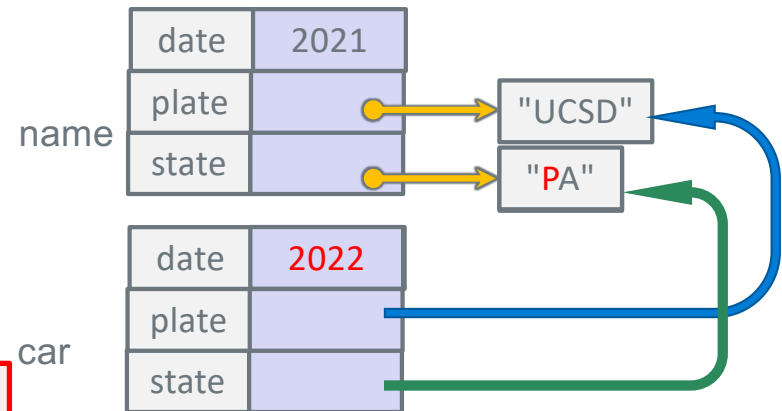 date 2021
plate "UCSD"
name
state "PA"
date 2022
plate
car
state